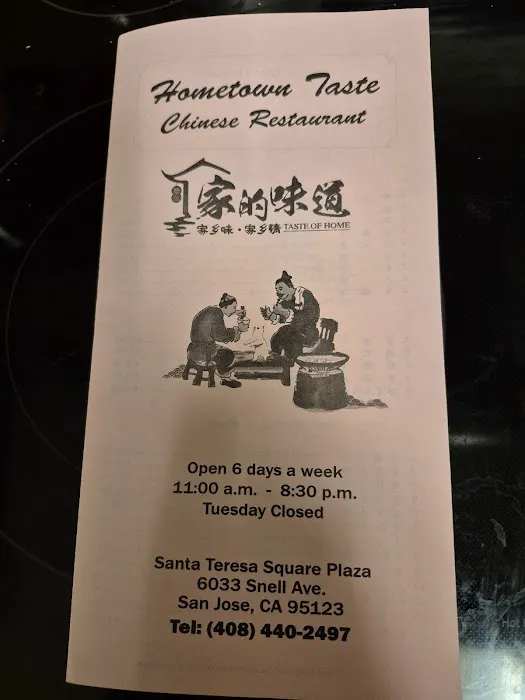 Hometown Taste
Chinese Restaurant
家的味道
家乡味·家乡情 TASTE OF HOME
Open 6 days a week
11:00 a.m. - 8:30 p.m.
Tuesday Closed
Santa Teresa Square Plaza
6033 Snell Ave.
San Jose, CA 95123
Tel: (408) 440-2497